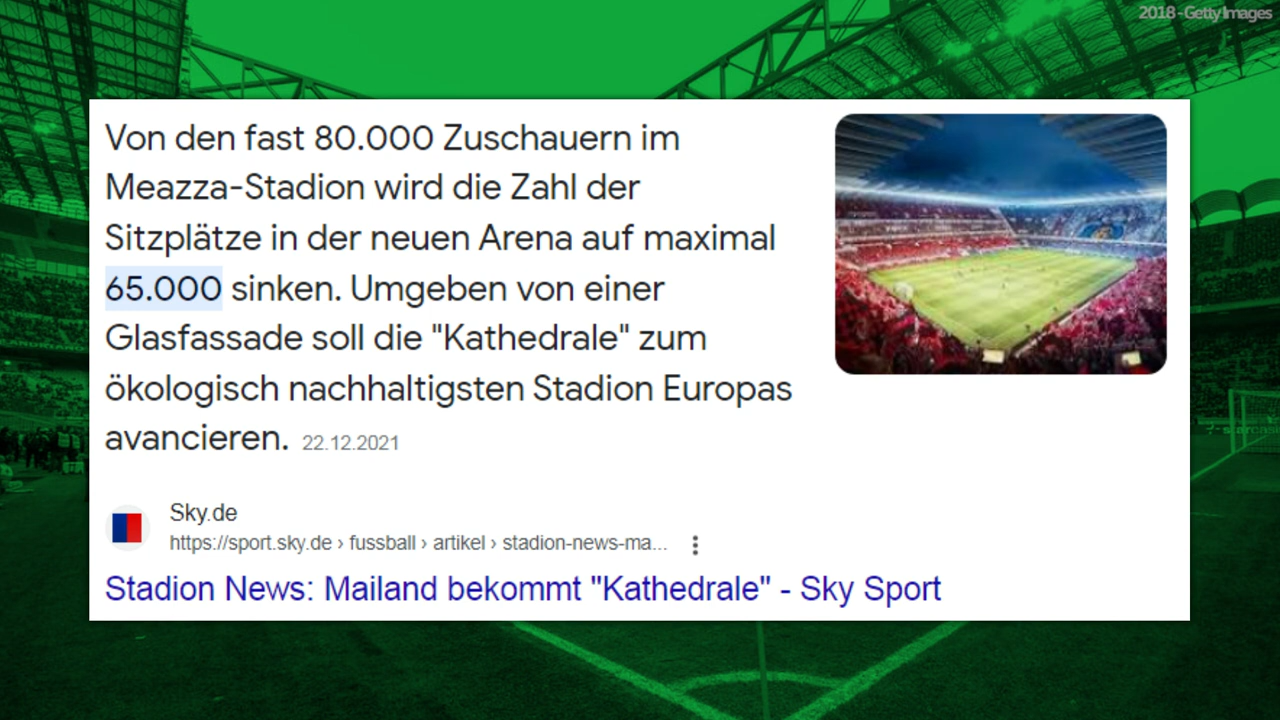 2018 - Getty Images
Von den fast 80.000 Zuschauern im
Meazza-Stadion wird die Zahl der
Sitzplätze in der neuen Arena auf maximal
65.000 sinken. Umgeben von einer
Glasfassade soll die "Kathedrale" zum
ökologisch nachhaltigsten Stadion Europas
avancieren. 22.12.2021
Sky.de
https://sport.sky.de › fussball › artikel › stadion-news-ma...
Stadion News: Mailand bekommt "Kathedrale" - Sky Sport